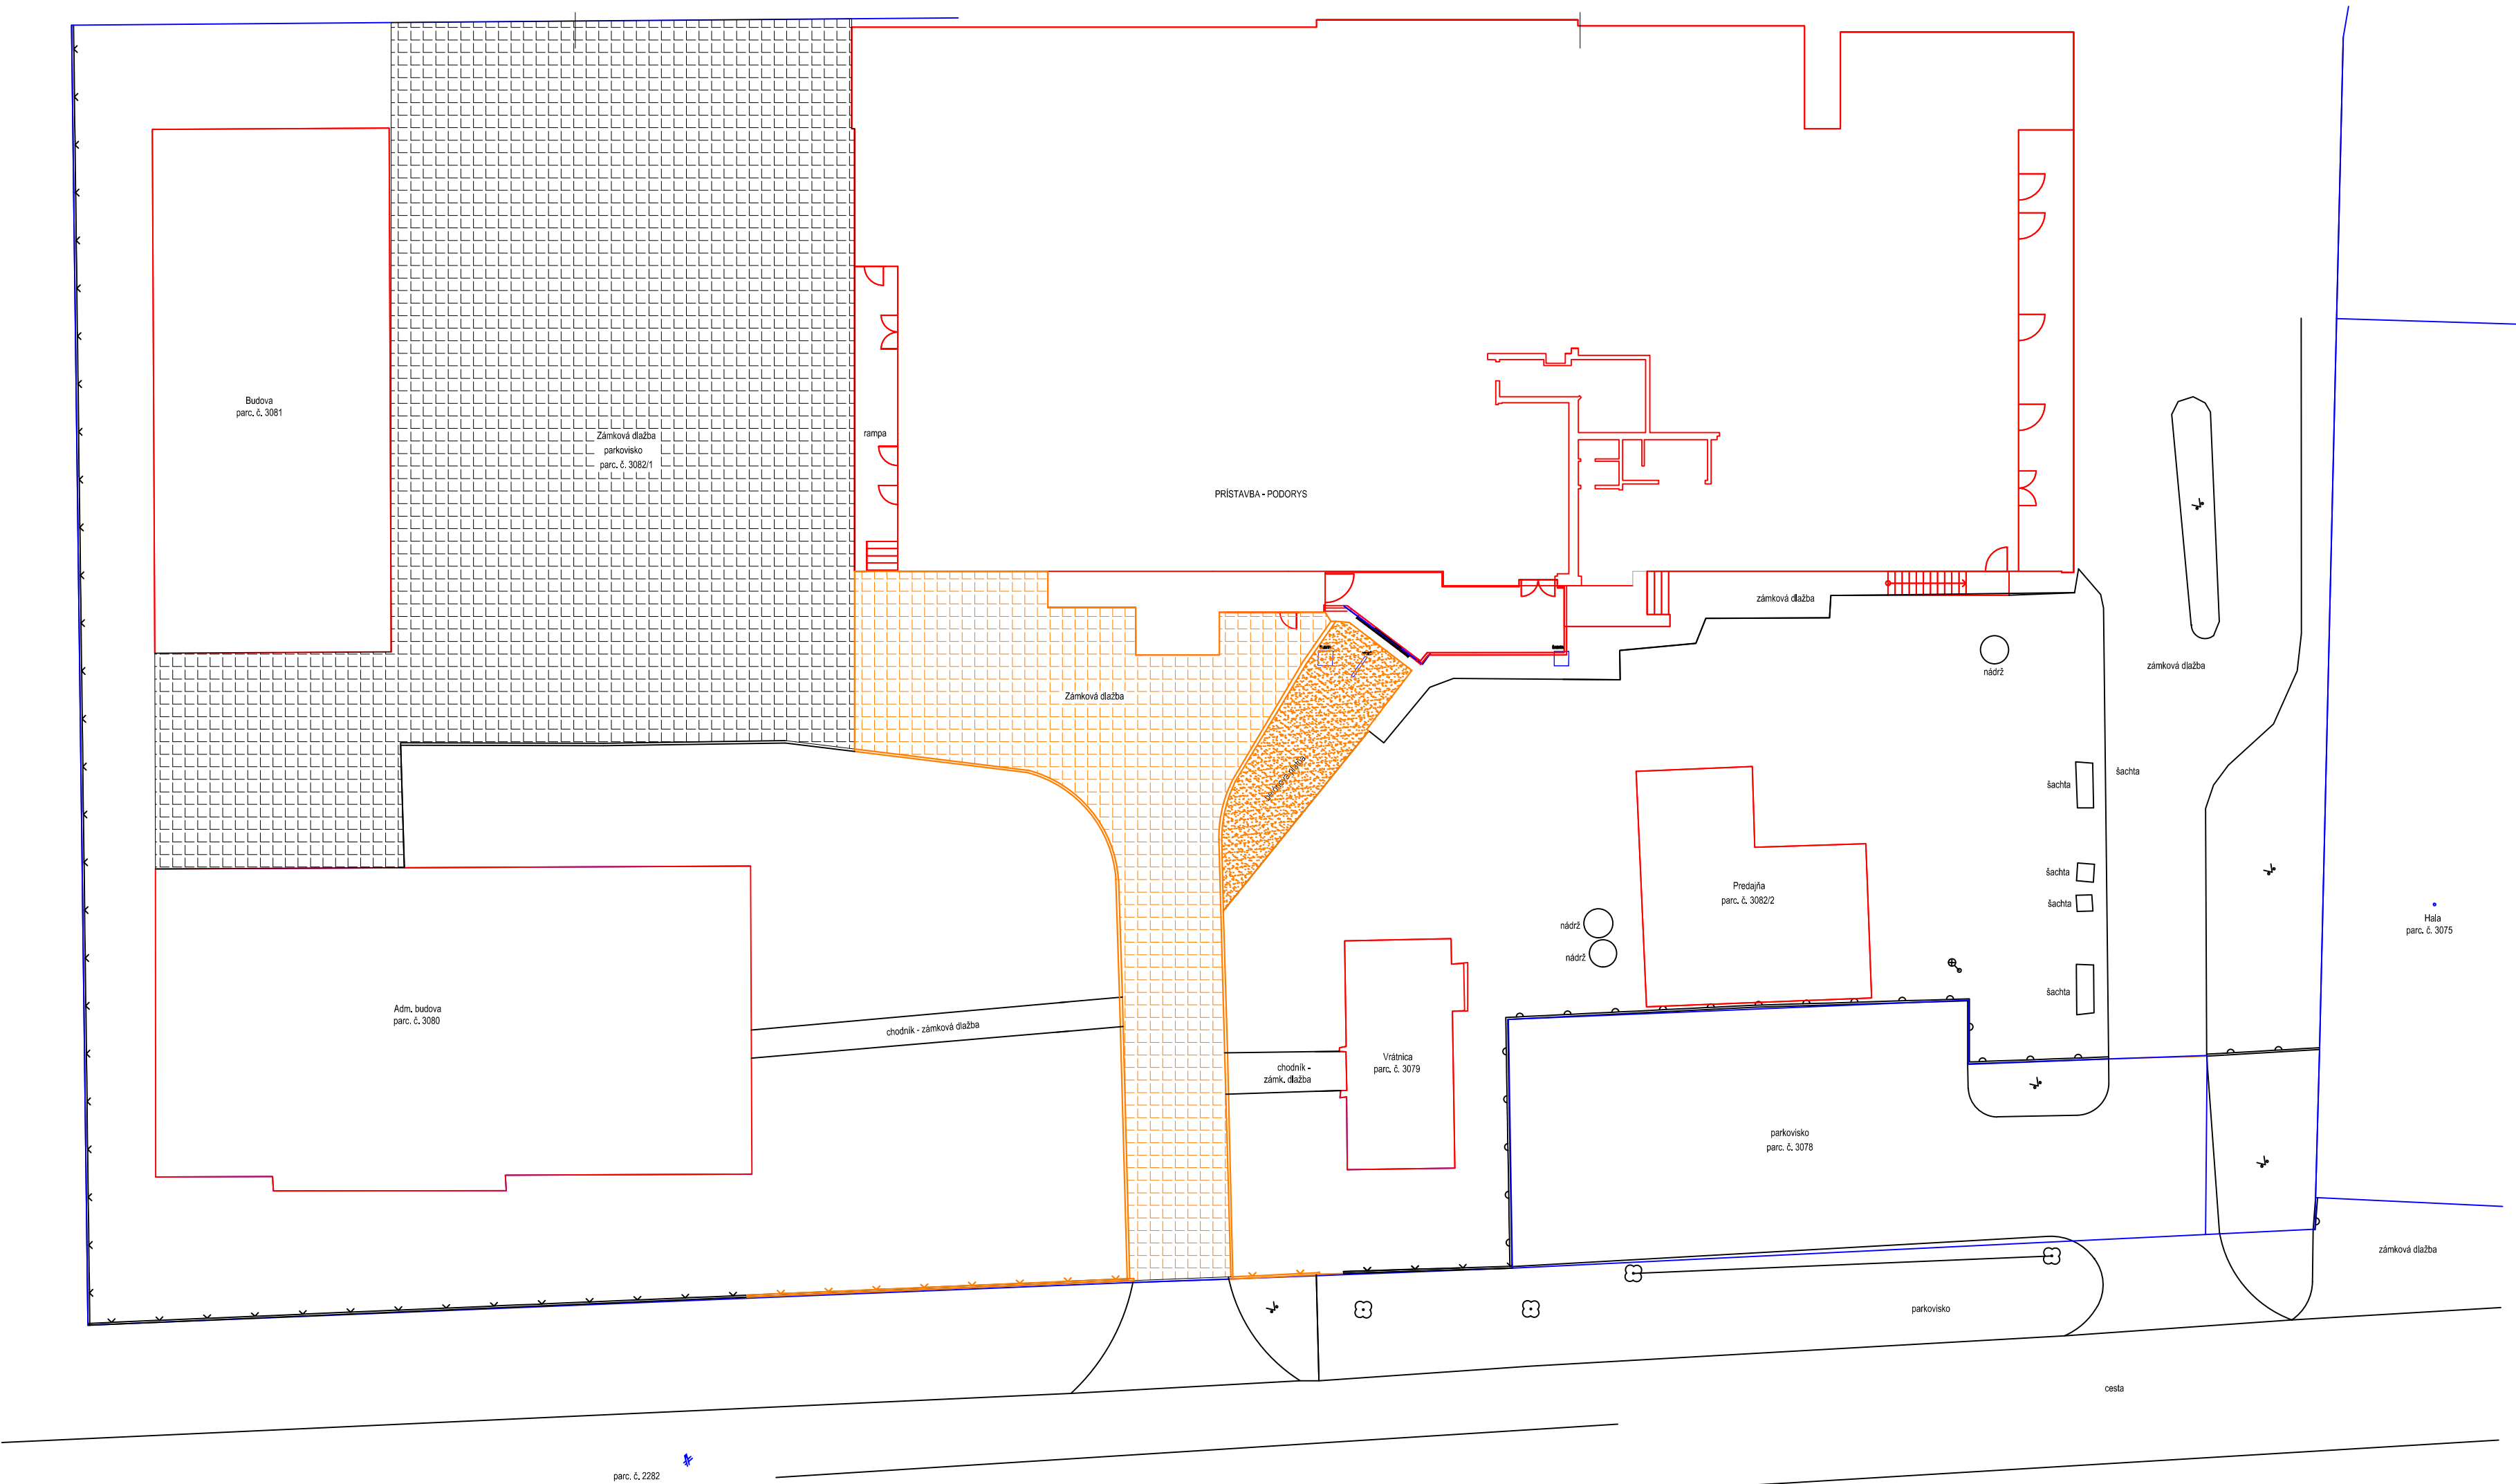 Budova
parc. č. 3081
Zámková dlažba
parkovisko
parc. č. 3082/1
rampa
PRÍSTAVBA - PODORYS
zámková dlažba
nádrž
zámková dlažba
Zámková dlažba
betónová platba
šachta
šachta
šachta
šachta
šachta
Predajňa
parc. č. 3082/2
nádrž
nádrž
Hala
parc. č. 3075
Adm. budova
parc. č. 3080
chodník - zámková dlažba
chodník -
zámk. dlažba
Vrátnica
parc. č. 3079
parkovisko
parc. č. 3078
zámková dlažba
parkovisko
cesta
parc. č. 2282